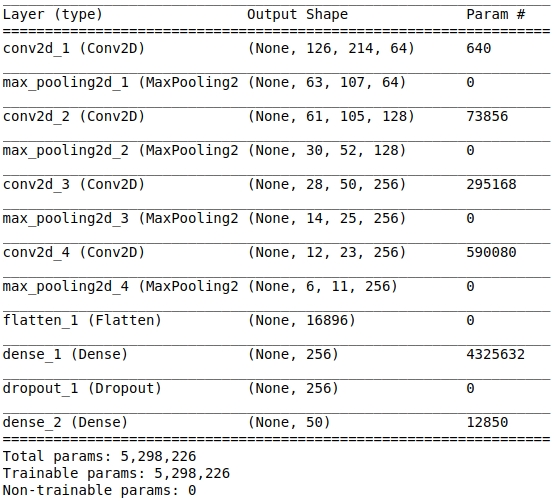 Layer (type) Output Shape Param #
=================================================================
conv2d_1 (Conv2D) (None, 126, 214, 64) 640
max_pooling2d_1 (MaxPooling2 (None, 63, 107, 64) 0
conv2d_2 (Conv2D) (None, 61, 105, 128) 73856
max_pooling2d_2 (MaxPooling2 (None, 30, 52, 128) 0
conv2d_3 (Conv2D) (None, 28, 50, 256) 295168
max_pooling2d_3 (MaxPooling2 (None, 14, 25, 256) 0
conv2d_4 (Conv2D) (None, 12, 23, 256) 590080
max_pooling2d_4 (MaxPooling2 (None, 6, 11, 256) 0
flatten_1 (Flatten) (None, 16896) 0
dense_1 (Dense) (None, 256) 4325632
dropout_1 (Dropout) (None, 256) 0
dense_2 (Dense) (None, 50) 12850
=================================================================
Total params: 5,298,226
Trainable params: 5,298,226
Non-trainable params: 0